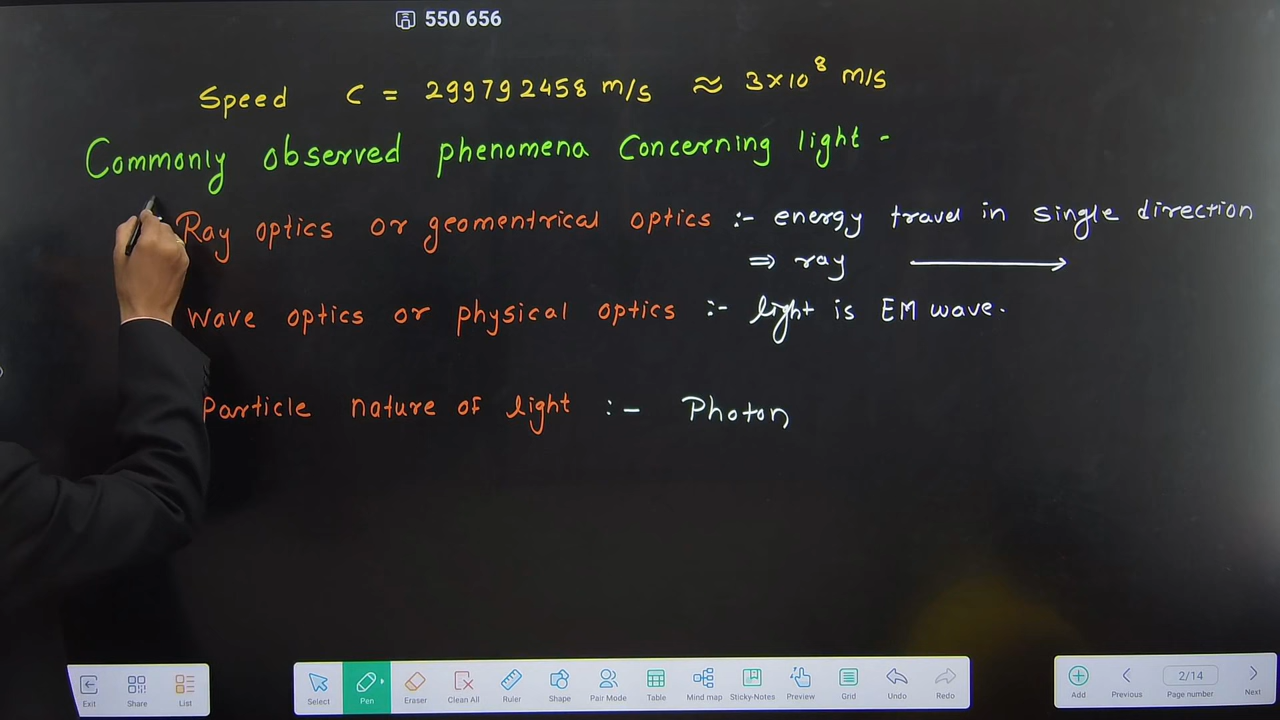 550 656
Speed C = 299792458 m/s ≈ 3×10⁸ m/s
Commonly observed phenomena concerning light -
Ray optics or geomentrical optics :- energy travel in single direction
⇒ ray ⟶
wave optics or physical optics :- light is EM wave.
Particle nature of light :- Photon
Exit Share List Select Pen Eraser Clean All Ruler Shape Pair Mode Table Mind map Sticky-Notes Preview Grid Undo Redo Add Previous 2/14 Page number Next